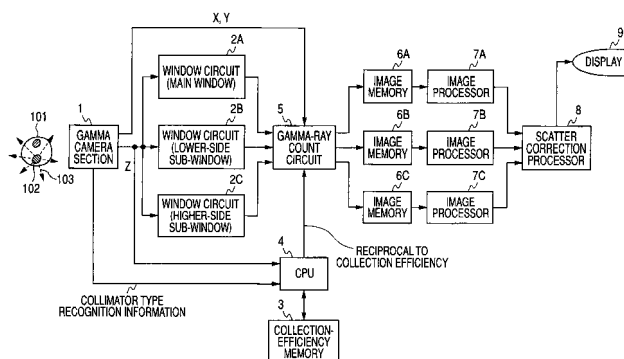 X, Y
2A
WINDOW CIRCUIT
(MAIN WINDOW)
2B
WINDOW CIRCUIT
(LOWER-SIDE
SUB-WINDOW)
2C
WINDOW CIRCUIT
(HIGHER-SIDE
SUB-WINDOW)
101
102
103
1
GAMMA
CAMERA
SECTION
Z
5
GAMMA-RAY
COUNT
CIRCUIT
6A
IMAGE
MEMORY
7A
IMAGE
PROCESSOR
6B
IMAGE
MEMORY
7B
IMAGE
PROCESSOR
6C
IMAGE
MEMORY
7C
IMAGE
PROCESSOR
9
DISPLAY
8
SCATTER
CORRECTION
PROCESSOR
4
CPU
RECIPROCAL TO
COLLECTION EFFICIENCY
COLLIMATOR TYPE
RECOGNITION INFORMATION
3
COLLECTION-
EFFICIENCY
MEMORY